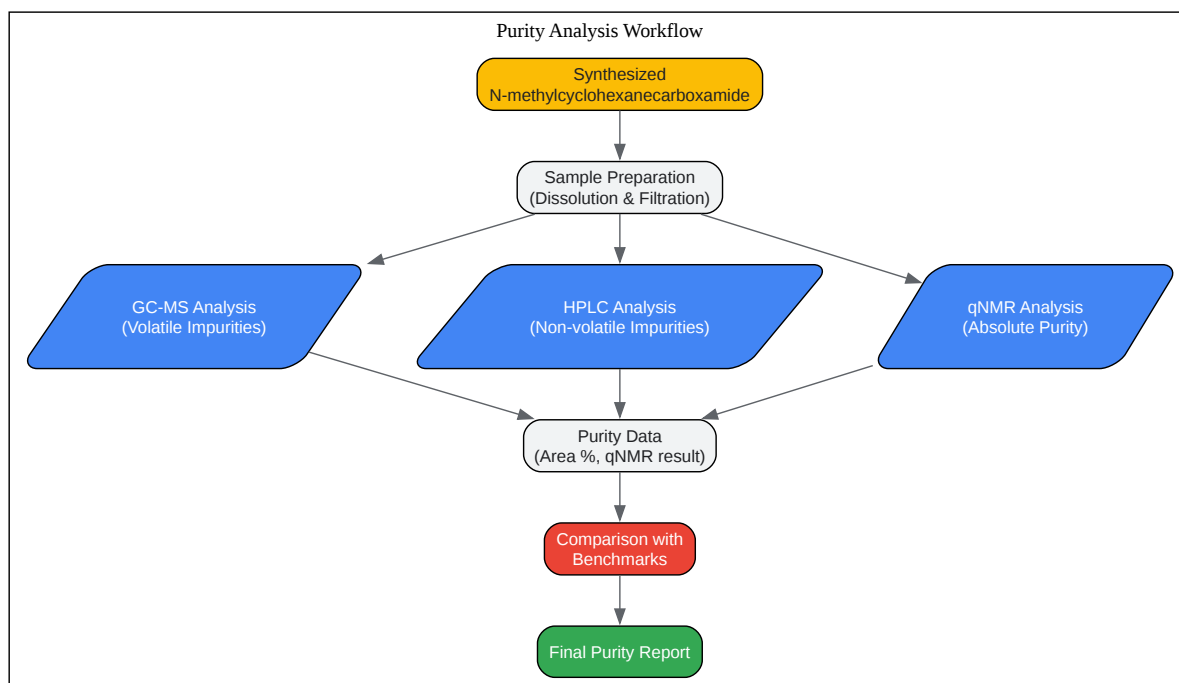 Purity Analysis Workflow
Synthesized
N-methylcyclohexanecarboxamide
Sample Preparation
(Dissolution & Filtration)
GC-MS Analysis
(Volatile Impurities)
HPLC Analysis
(Non-volatile Impurities)
qNMR Analysis
(Absolute Purity)
Purity Data
(Area %, qNMR result)
Comparison with
Benchmarks
Final Purity Report